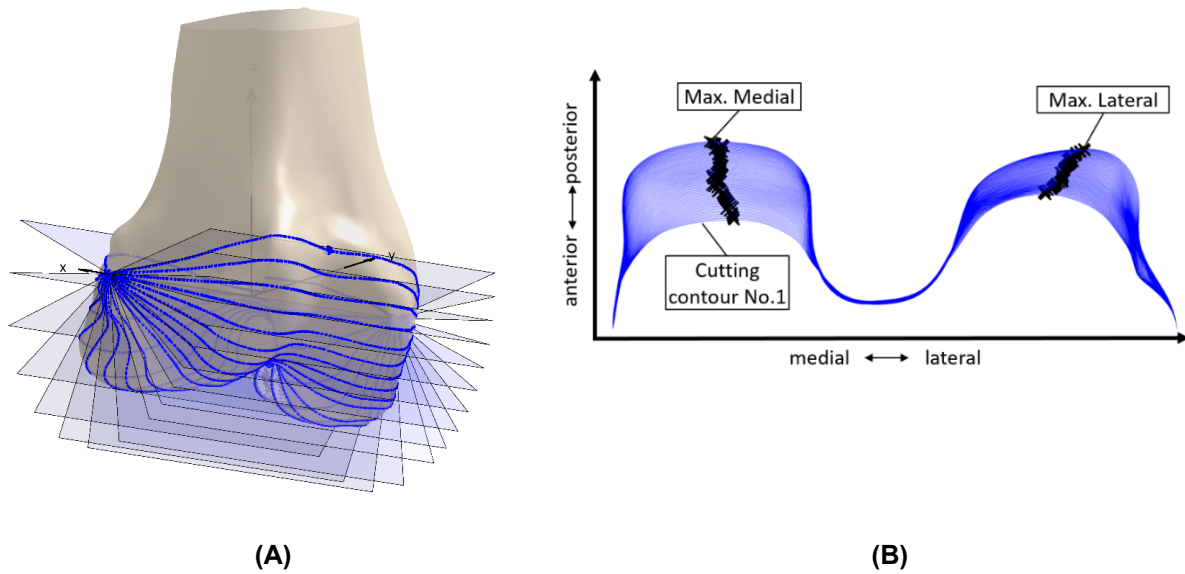 z
x
y
(A)
Max. Medial
Max. Lateral
anterior ↔ posterior
Cutting
contour No.1
medial ↔ lateral
(B)